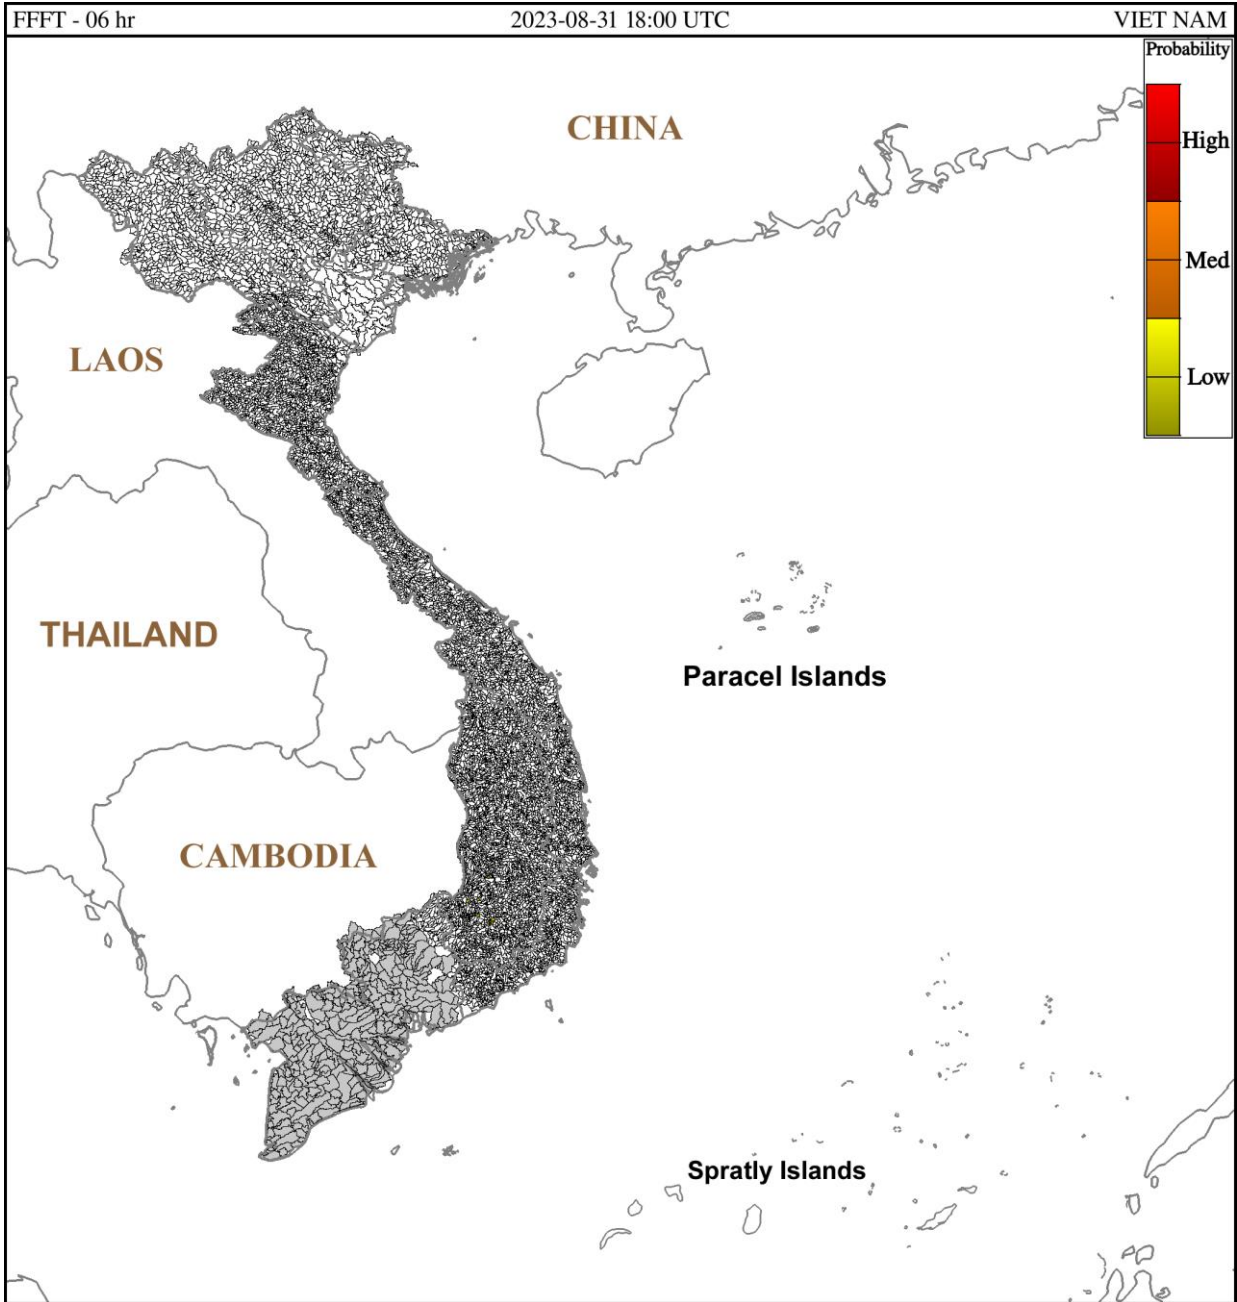 FFFT - 06 hr
2023-08-31 18:00 UTC
VIET NAM
Probability
High
Med
Low
CHINA
LAOS
THAILAND
Paracel Islands
CAMBODIA
Spratly Islands